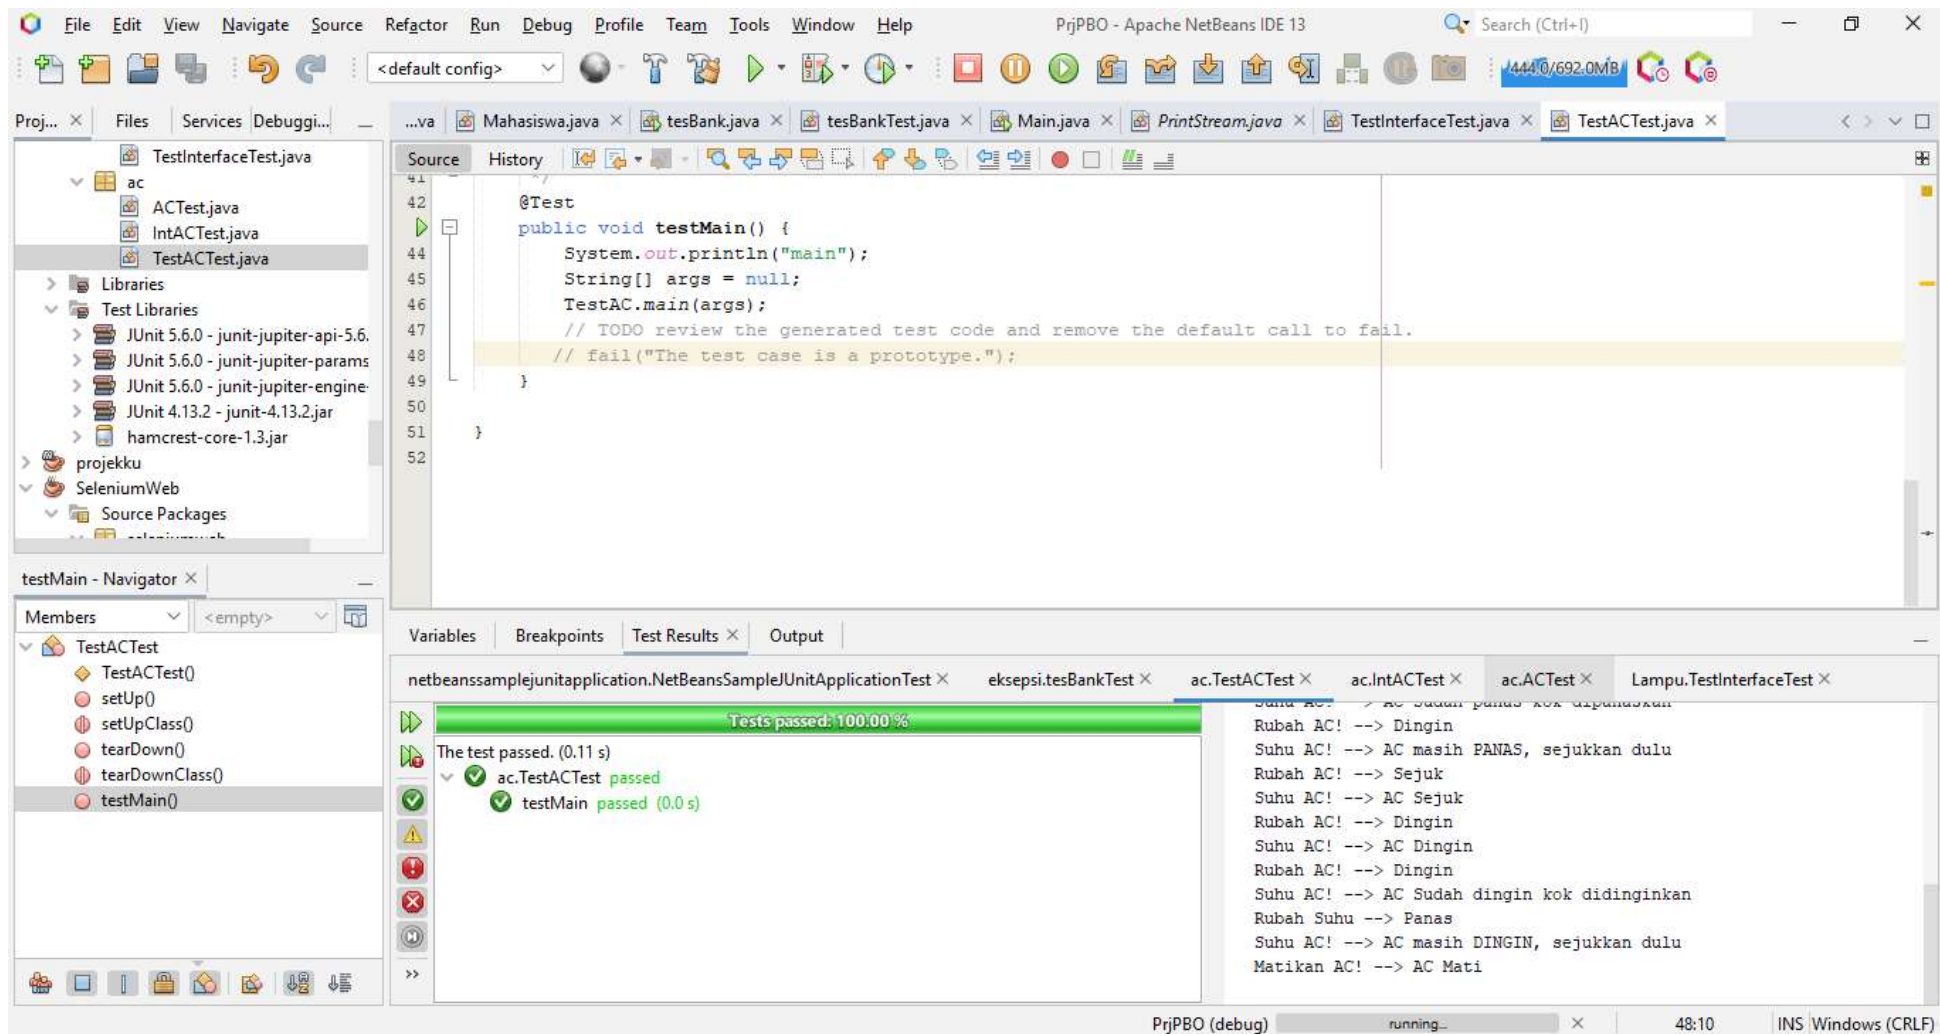 File Edit View Navigate Source Refactor Run Debug Profile Team Tools Window Help PrjPBO - Apache NetBeans IDE 13 Search (Ctrl+I)
<default config> 444.0/692.0MB
Proj... Files Services Debuggi...
...va Mahasiswa.java tesBank.java tesBankTest.java Main.java PrintStream.java TestInterfaceTest.java TestACTest.java
TestInterfaceTest.java
ac
ACTest.java
IntACTest.java
TestACTest.java
Libraries
Test Libraries
JUnit 5.6.0 - junit-jupiter-api-5.6.
JUnit 5.6.0 - junit-jupiter-params
JUnit 5.6.0 - junit-jupiter-engine-
JUnit 4.13.2 - junit-4.13.2.jar
hamcrest-core-1.3.jar
projekku
SeleniumWeb
Source Packages
seleniumweb
Source History
41 */
42 @Test
public void testMain() {
44 System.out.println("main");
45 String[] args = null;
46 TestAC.main(args);
47 // TODO review the generated test code and remove the default call to fail.
48 // fail("The test case is a prototype.");
49 }
50
51 }
52
testMain - Navigator
Members <empty>
TestACTest
TestACTest()
setUp()
setUpClass()
tearDown()
tearDownClass()
testMain()
Variables Breakpoints Test Results Output
netbeanssamplejunitapplication.NetBeansSampleJUnitApplicationTest eksepsi.tesBankTest ac.TestACTest ac.IntACTest ac.ACTest Lampu.TestInterfaceTest
Tests passed: 100.00 %
The test passed. (0.11 s)
ac.TestACTest passed
testMain passed (0.0 s)
Suhu AC! --> AC Sudah panas kok dipanaskan
Rubah AC! --> Dingin
Suhu AC! --> AC masih PANAS, sejukkan dulu
Rubah AC! --> Sejuk
Suhu AC! --> AC Sejuk
Rubah AC! --> Dingin
Suhu AC! --> AC Dingin
Rubah AC! --> Dingin
Suhu AC! --> AC Sudah dingin kok didinginkan
Rubah Suhu --> Panas
Suhu AC! --> AC masih DINGIN, sejukkan dulu
Matikan AC! --> AC Mati
PrjPBO (debug) running... 48:10 INS Windows (CRLF)